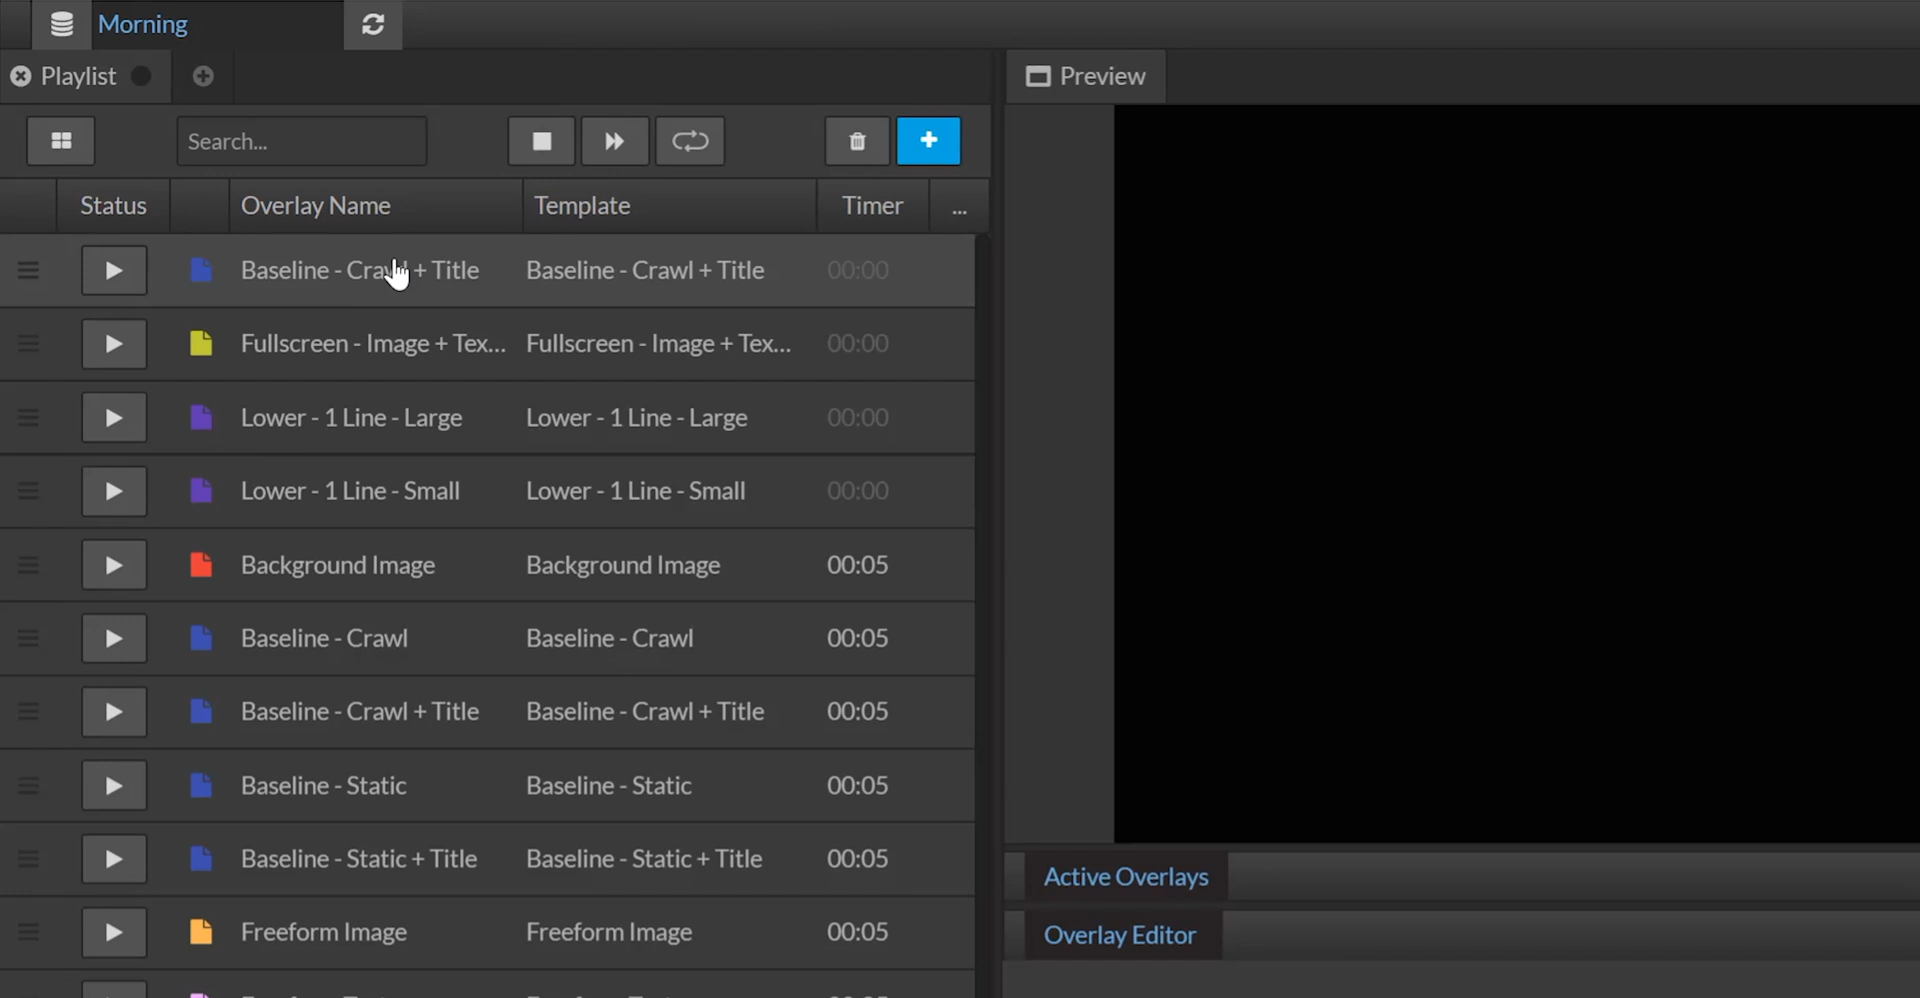 Morning
Playlist
Preview
Search...
Status Overlay Name Template Timer ...
Baseline - Crawl + Title Baseline - Crawl + Title 00:00
Fullscreen - Image + Tex... Fullscreen - Image + Tex... 00:00
Lower - 1 Line - Large Lower - 1 Line - Large 00:00
Lower - 1 Line - Small Lower - 1 Line - Small 00:00
Background Image Background Image 00:05
Baseline - Crawl Baseline - Crawl 00:05
Baseline - Crawl + Title Baseline - Crawl + Title 00:05
Baseline - Static Baseline - Static 00:05
Baseline - Static + Title Baseline - Static + Title 00:05
Freeform Image Freeform Image 00:05
Active Overlays
Overlay Editor